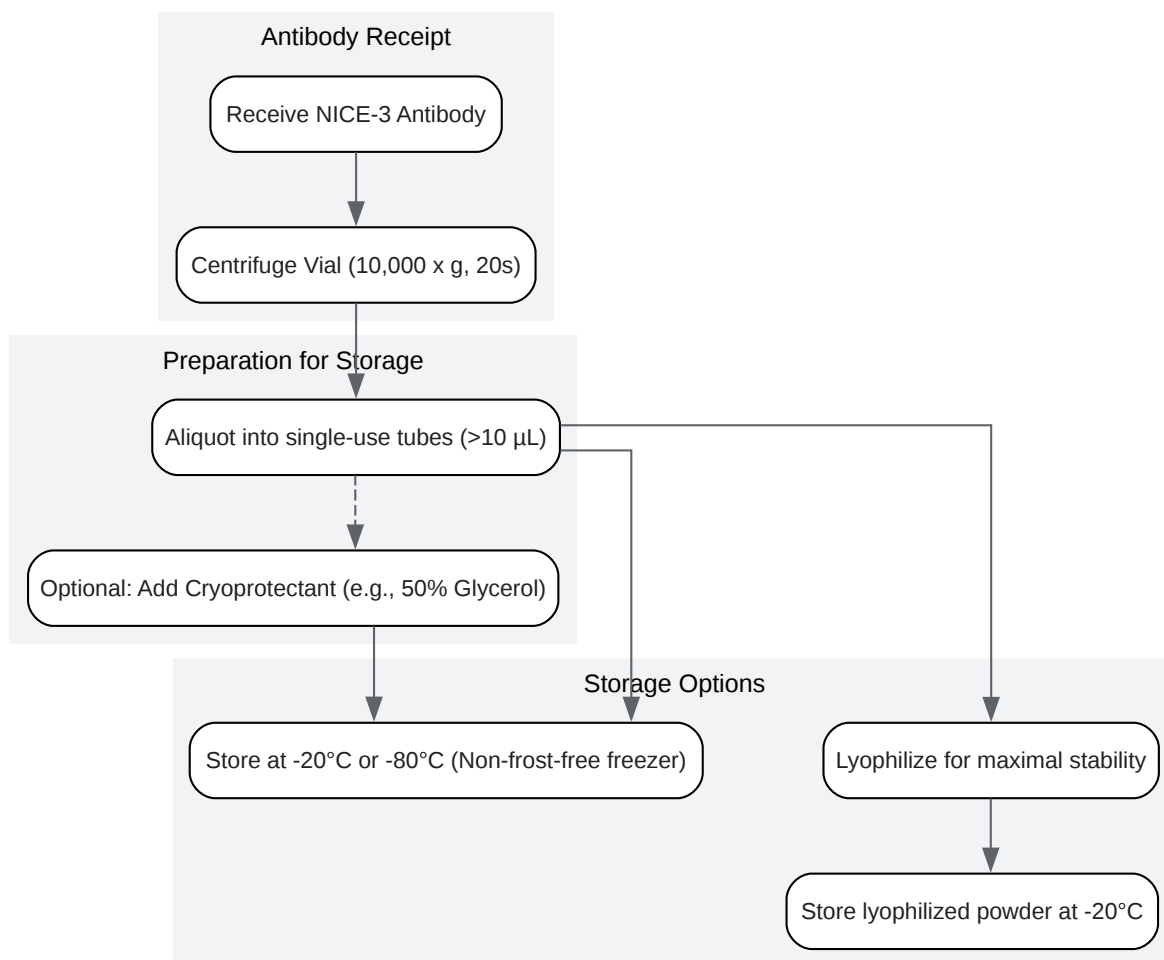 Antibody Receipt
Receive NICE-3 Antibody
Centrifuge Vial (10,000 x g, 20s)
Preparation for Storage
Aliquot into single-use tubes (>10 µL)
Optional: Add Cryoprotectant (e.g., 50% Glycerol)
Storage Options
Store at -20°C or -80°C (Non-frost-free freezer)
Lyophilize for maximal stability
Store lyophilized powder at -20°C